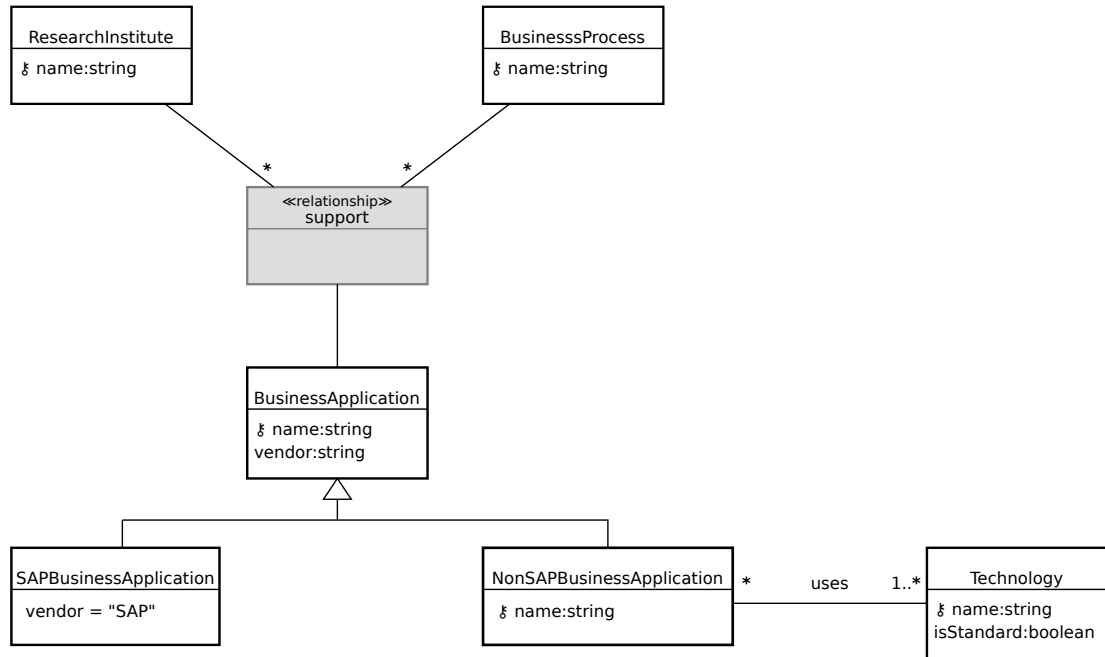 ResearchInstitute
⚷ name:string
BusinesssProcess
⚷ name:string
*
*
≪relationship≫
support
BusinessApplication
⚷ name:string
vendor:string
SAPBusinessApplication
vendor = "SAP"
NonSAPBusinessApplication
⚷ name:string
* uses 1..*
Technology
⚷ name:string
isStandard:boolean